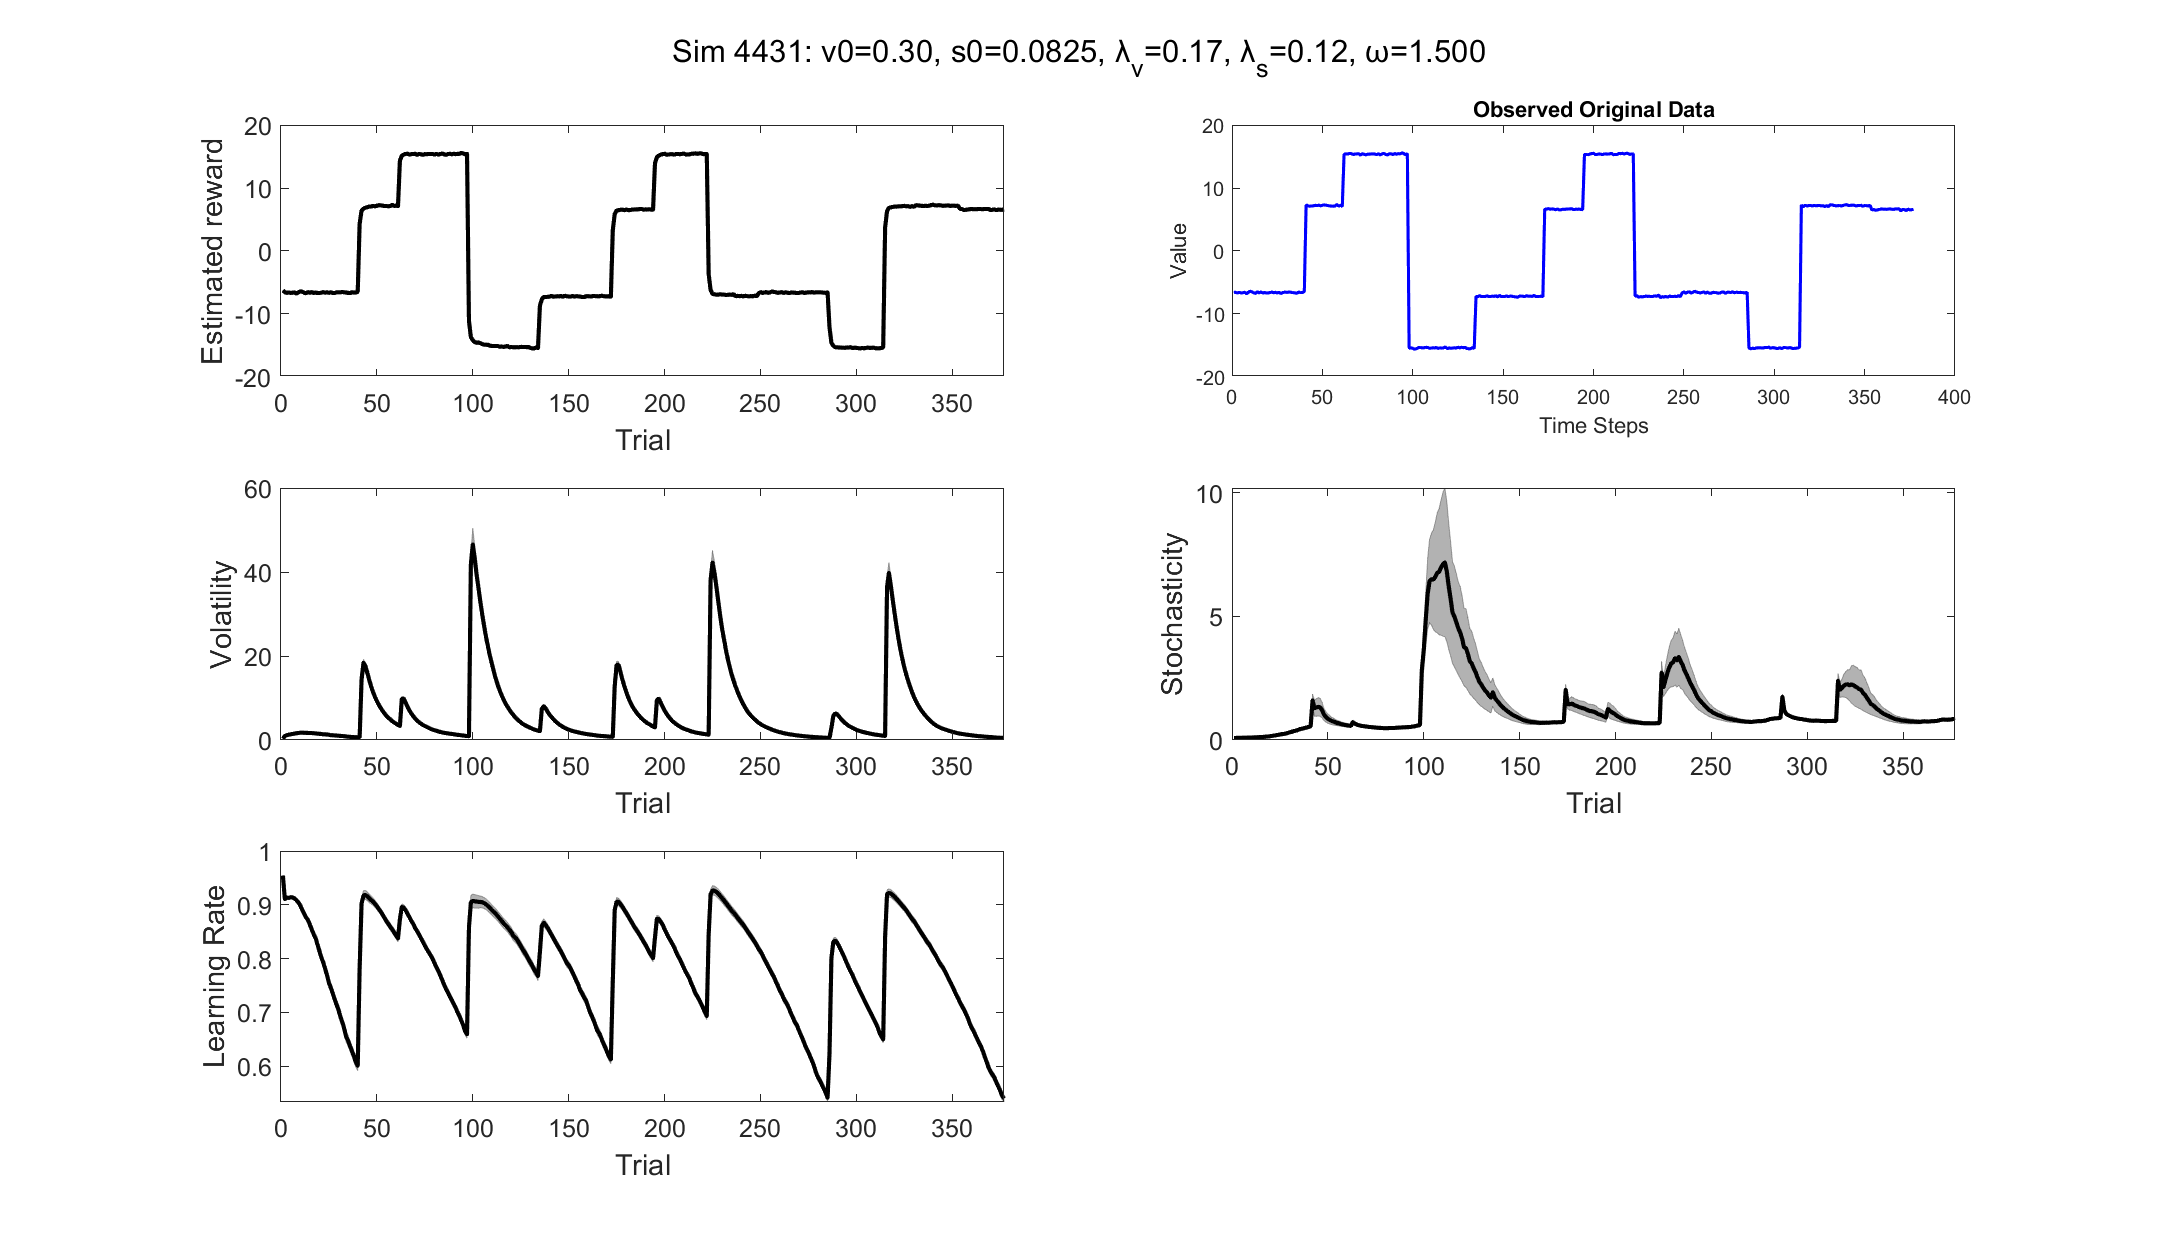 Sim 4431: v0=0.30, s0=0.0825, λ_v=0.17, λ_s=0.12, ω=1.500
Estimated reward
20
10
0
-10
-20
0 50 100 150 200 250 300 350
Trial
Observed Original Data
Value
20
10
0
-10
-20
0 50 100 150 200 250 300 350 400
Time Steps
Volatility
60
40
20
0
0 50 100 150 200 250 300 350
Trial
Stochasticity
10
5
0
0 50 100 150 200 250 300 350
Trial
Learning Rate
1
0.9
0.8
0.7
0.6
0 50 100 150 200 250 300 350
Trial